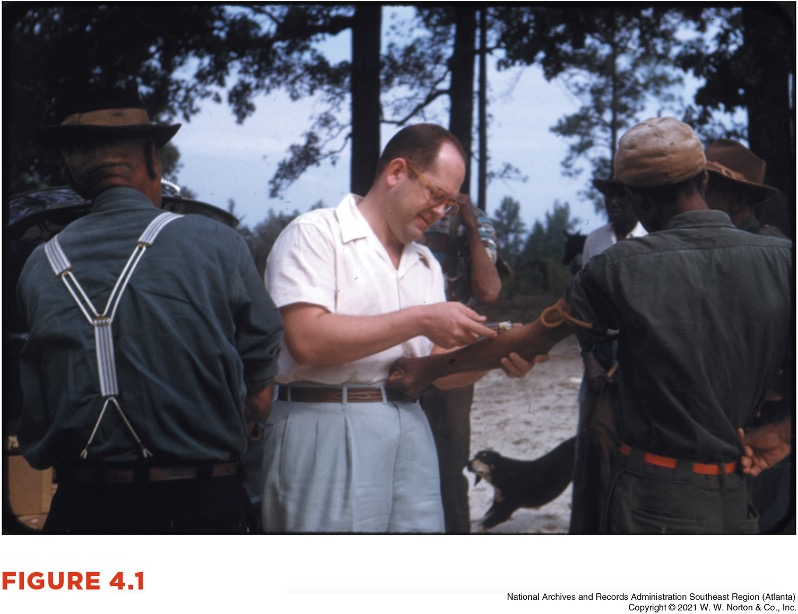 FIGURE 4.1
National Archives and Records Administration Southeast Region (Atlanta)
Copyright © 2021 W. W. Norton & Co., Inc.